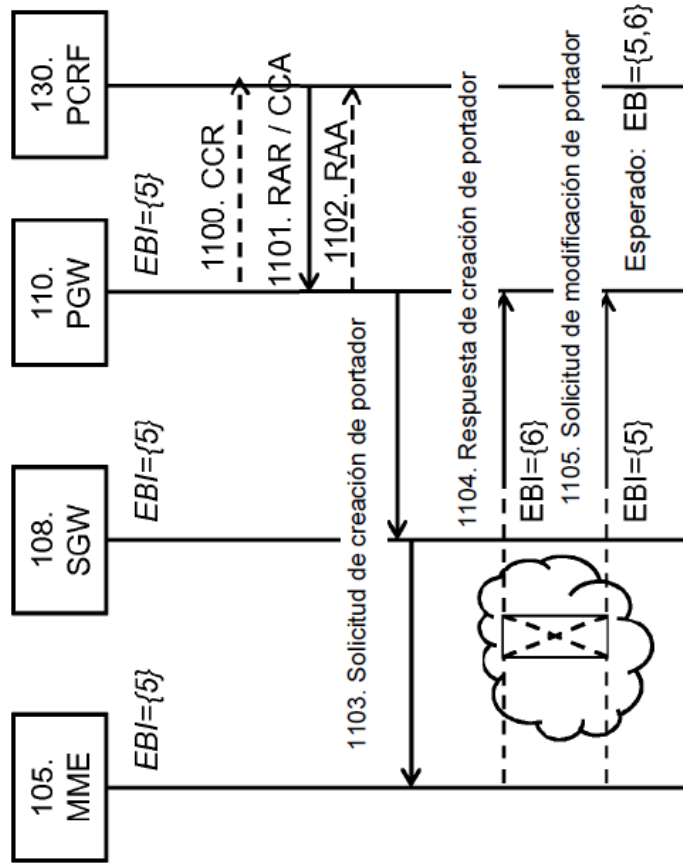 105.
MME
108.
SGW
110.
PGW
130.
PCRF
EBI={5}
EBI={5}
EBI={5}
1100. CCR
1101. RAR / CCA
1102. RAA
1103. Solicitud de creación de portador
1104. Respuesta de creación de portador
EBI={6}
1105. Solicitud de modificación de portador
EBI={5}
Esperado: EBI={5,6}